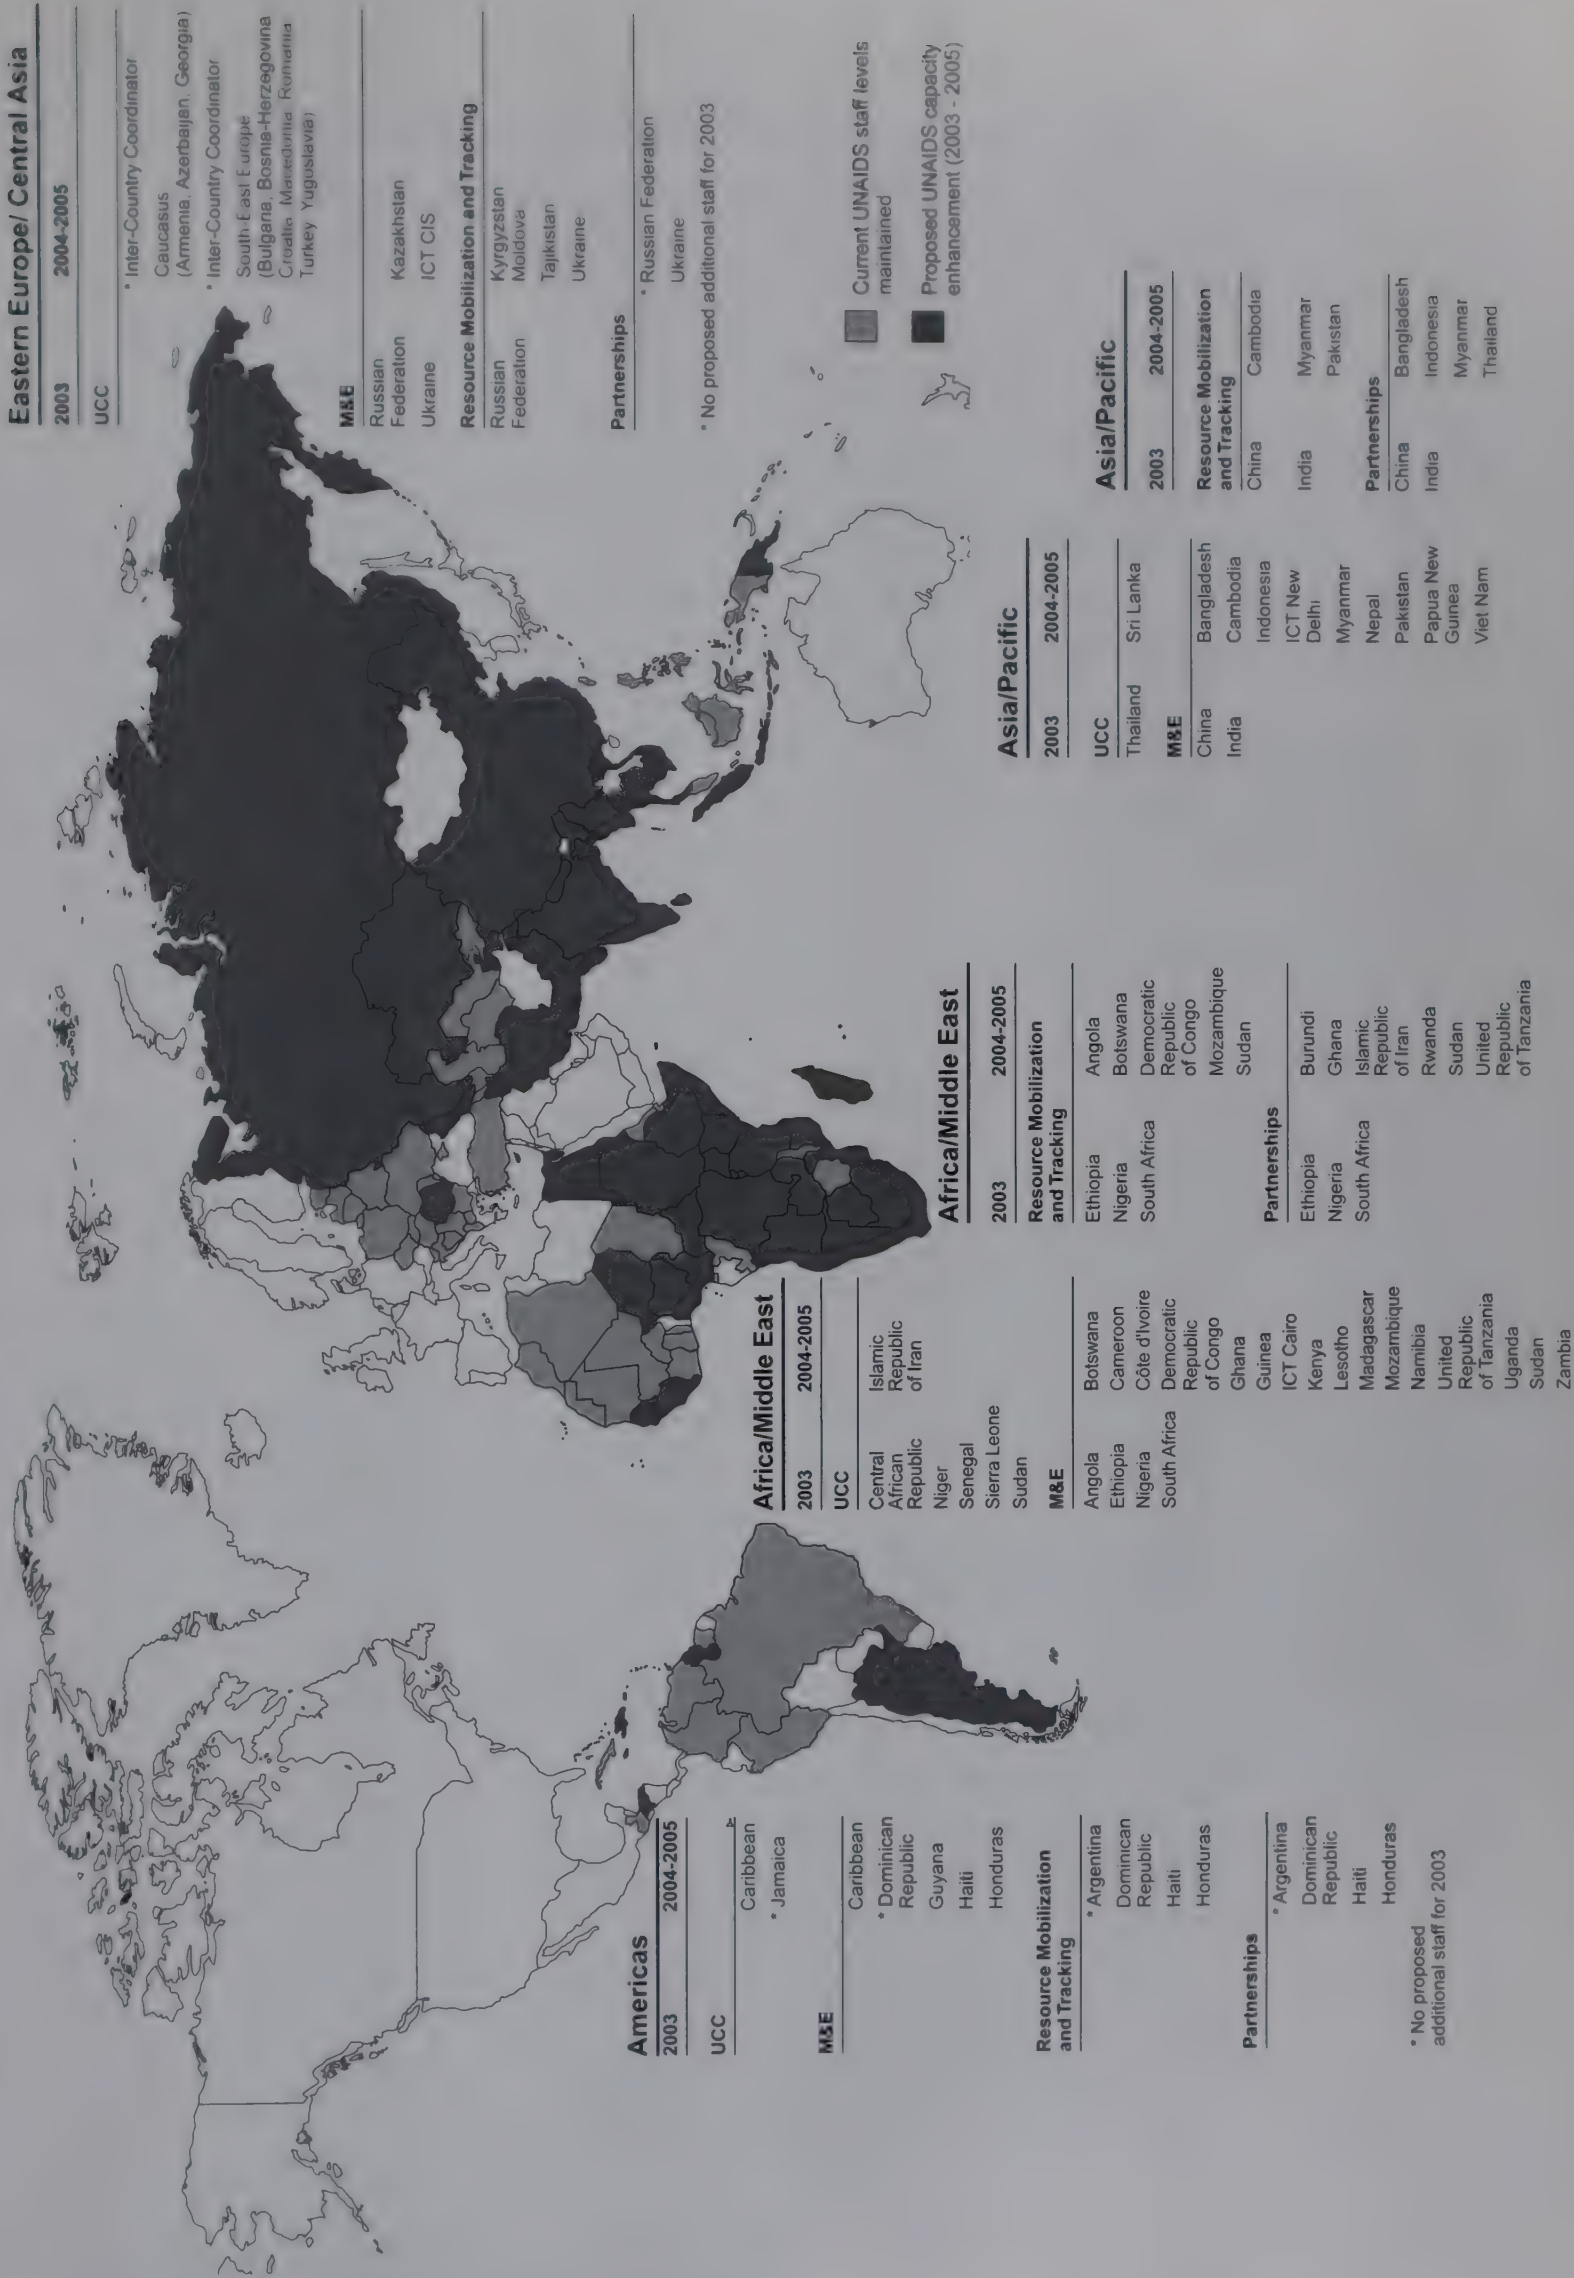 Eastern Europe/ Central Asia
2003 2004-2005
UCC
* Inter-Country Coordinator
Caucasus
(Armenia, Azerbaijan, Georgia)
* Inter-Country Coordinator
South-East Europe
(Bulgaria, Bosnia-Herzegovina
Croatia Macedonia Romania
Turkey Yugoslavia)
M&E
Russian
Federation Kazakhstan
Ukraine ICT CIS
Resource Mobilization and Tracking
Russian Kyrgyzstan
Federation Moldova
Tajikistan
Ukraine
Partnerships
* Russian Federation
Ukraine
* No proposed additional staff for 2003
Current UNAIDS staff levels
maintained
Proposed UNAIDS capacity
enhancement (2003 - 2005)
Americas
2003 2004-2005
UCC
Caribbean
* Jamaica
M&E
Caribbean
* Dominican
Republic
Guyana
Haiti
Honduras
Resource Mobilization
and Tracking
* Argentina
Dominican
Republic
Haiti
Honduras
Partnerships
* Argentina
Dominican
Republic
Haiti
Honduras
* No proposed
additional staff for 2003
Africa/Middle East
2003 2004-2005
UCC
Central Islamic
African Republic
Republic of Iran
Niger
Senegal
Sierra Leone
Sudan
M&E
Angola Botswana
Ethiopia Cameroon
Nigeria Côte d'Ivoire
South Africa Democratic
Republic
of Congo
Ghana
Guinea
ICT Cairo
Kenya
Lesotho
Madagascar
Mozambique
Namibia
United
Republic
of Tanzania
Uganda
Sudan
Zambia
Africa/Middle East
2003 2004-2005
Resource Mobilization
and Tracking
Ethiopia Angola
Nigeria Botswana
South Africa Democratic
Republic
of Congo
Mozambique
Sudan
Partnerships
Ethiopia Burundi
Nigeria Ghana
South Africa Islamic
Republic
of Iran
Rwanda
Sudan
United
Republic
of Tanzania
Asia/Pacific
2003 2004-2005
UCC
Thailand Sri Lanka
M&E
China Bangladesh
India Cambodia
Indonesia
ICT New
Delhi
Myanmar
Nepal
Pakistan
Papua New
Guinea
Viet Nam
Asia/Pacific
2003 2004-2005
Resource Mobilization
and Tracking
China Cambodia
India Myanmar
Pakistan
Partnerships
China Bangladesh
India Indonesia
Myanmar
Thailand